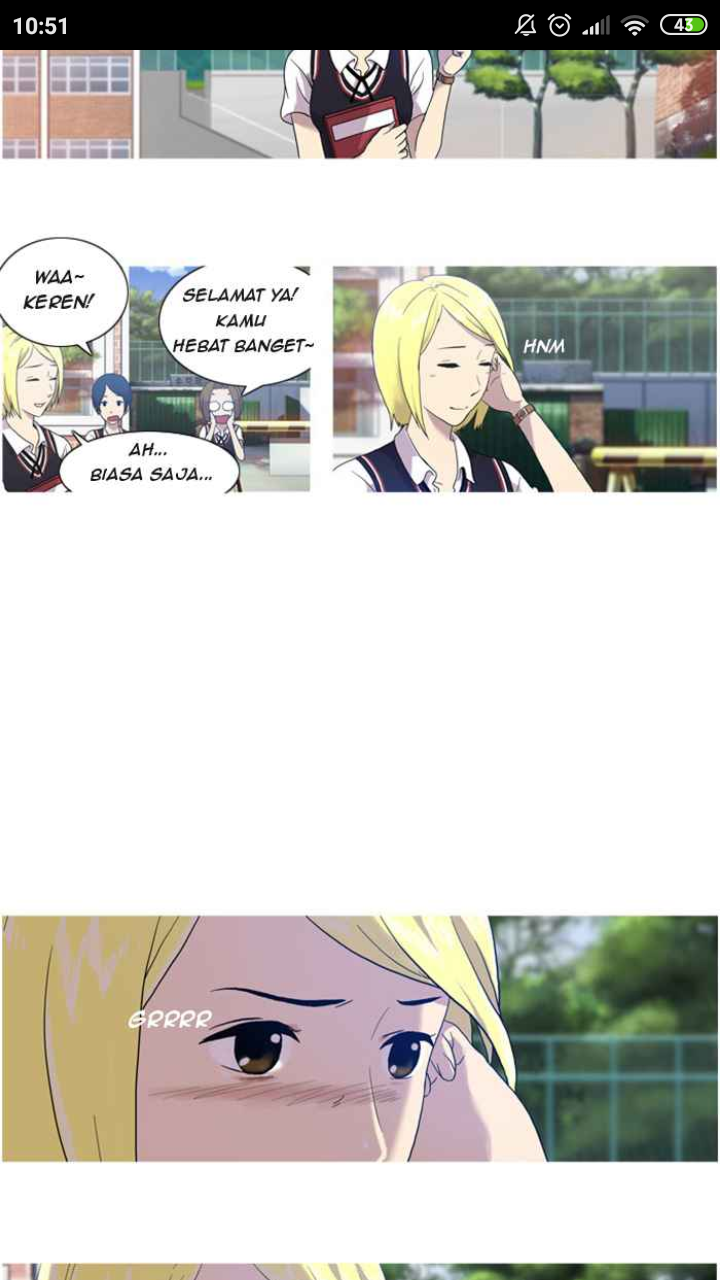 10:51
43
WAA~
KEREN!
SELAMAT YA!
KAMU
HEBAT BANGET~
AH...
BIASA SAJA...
HNM
GRRRR